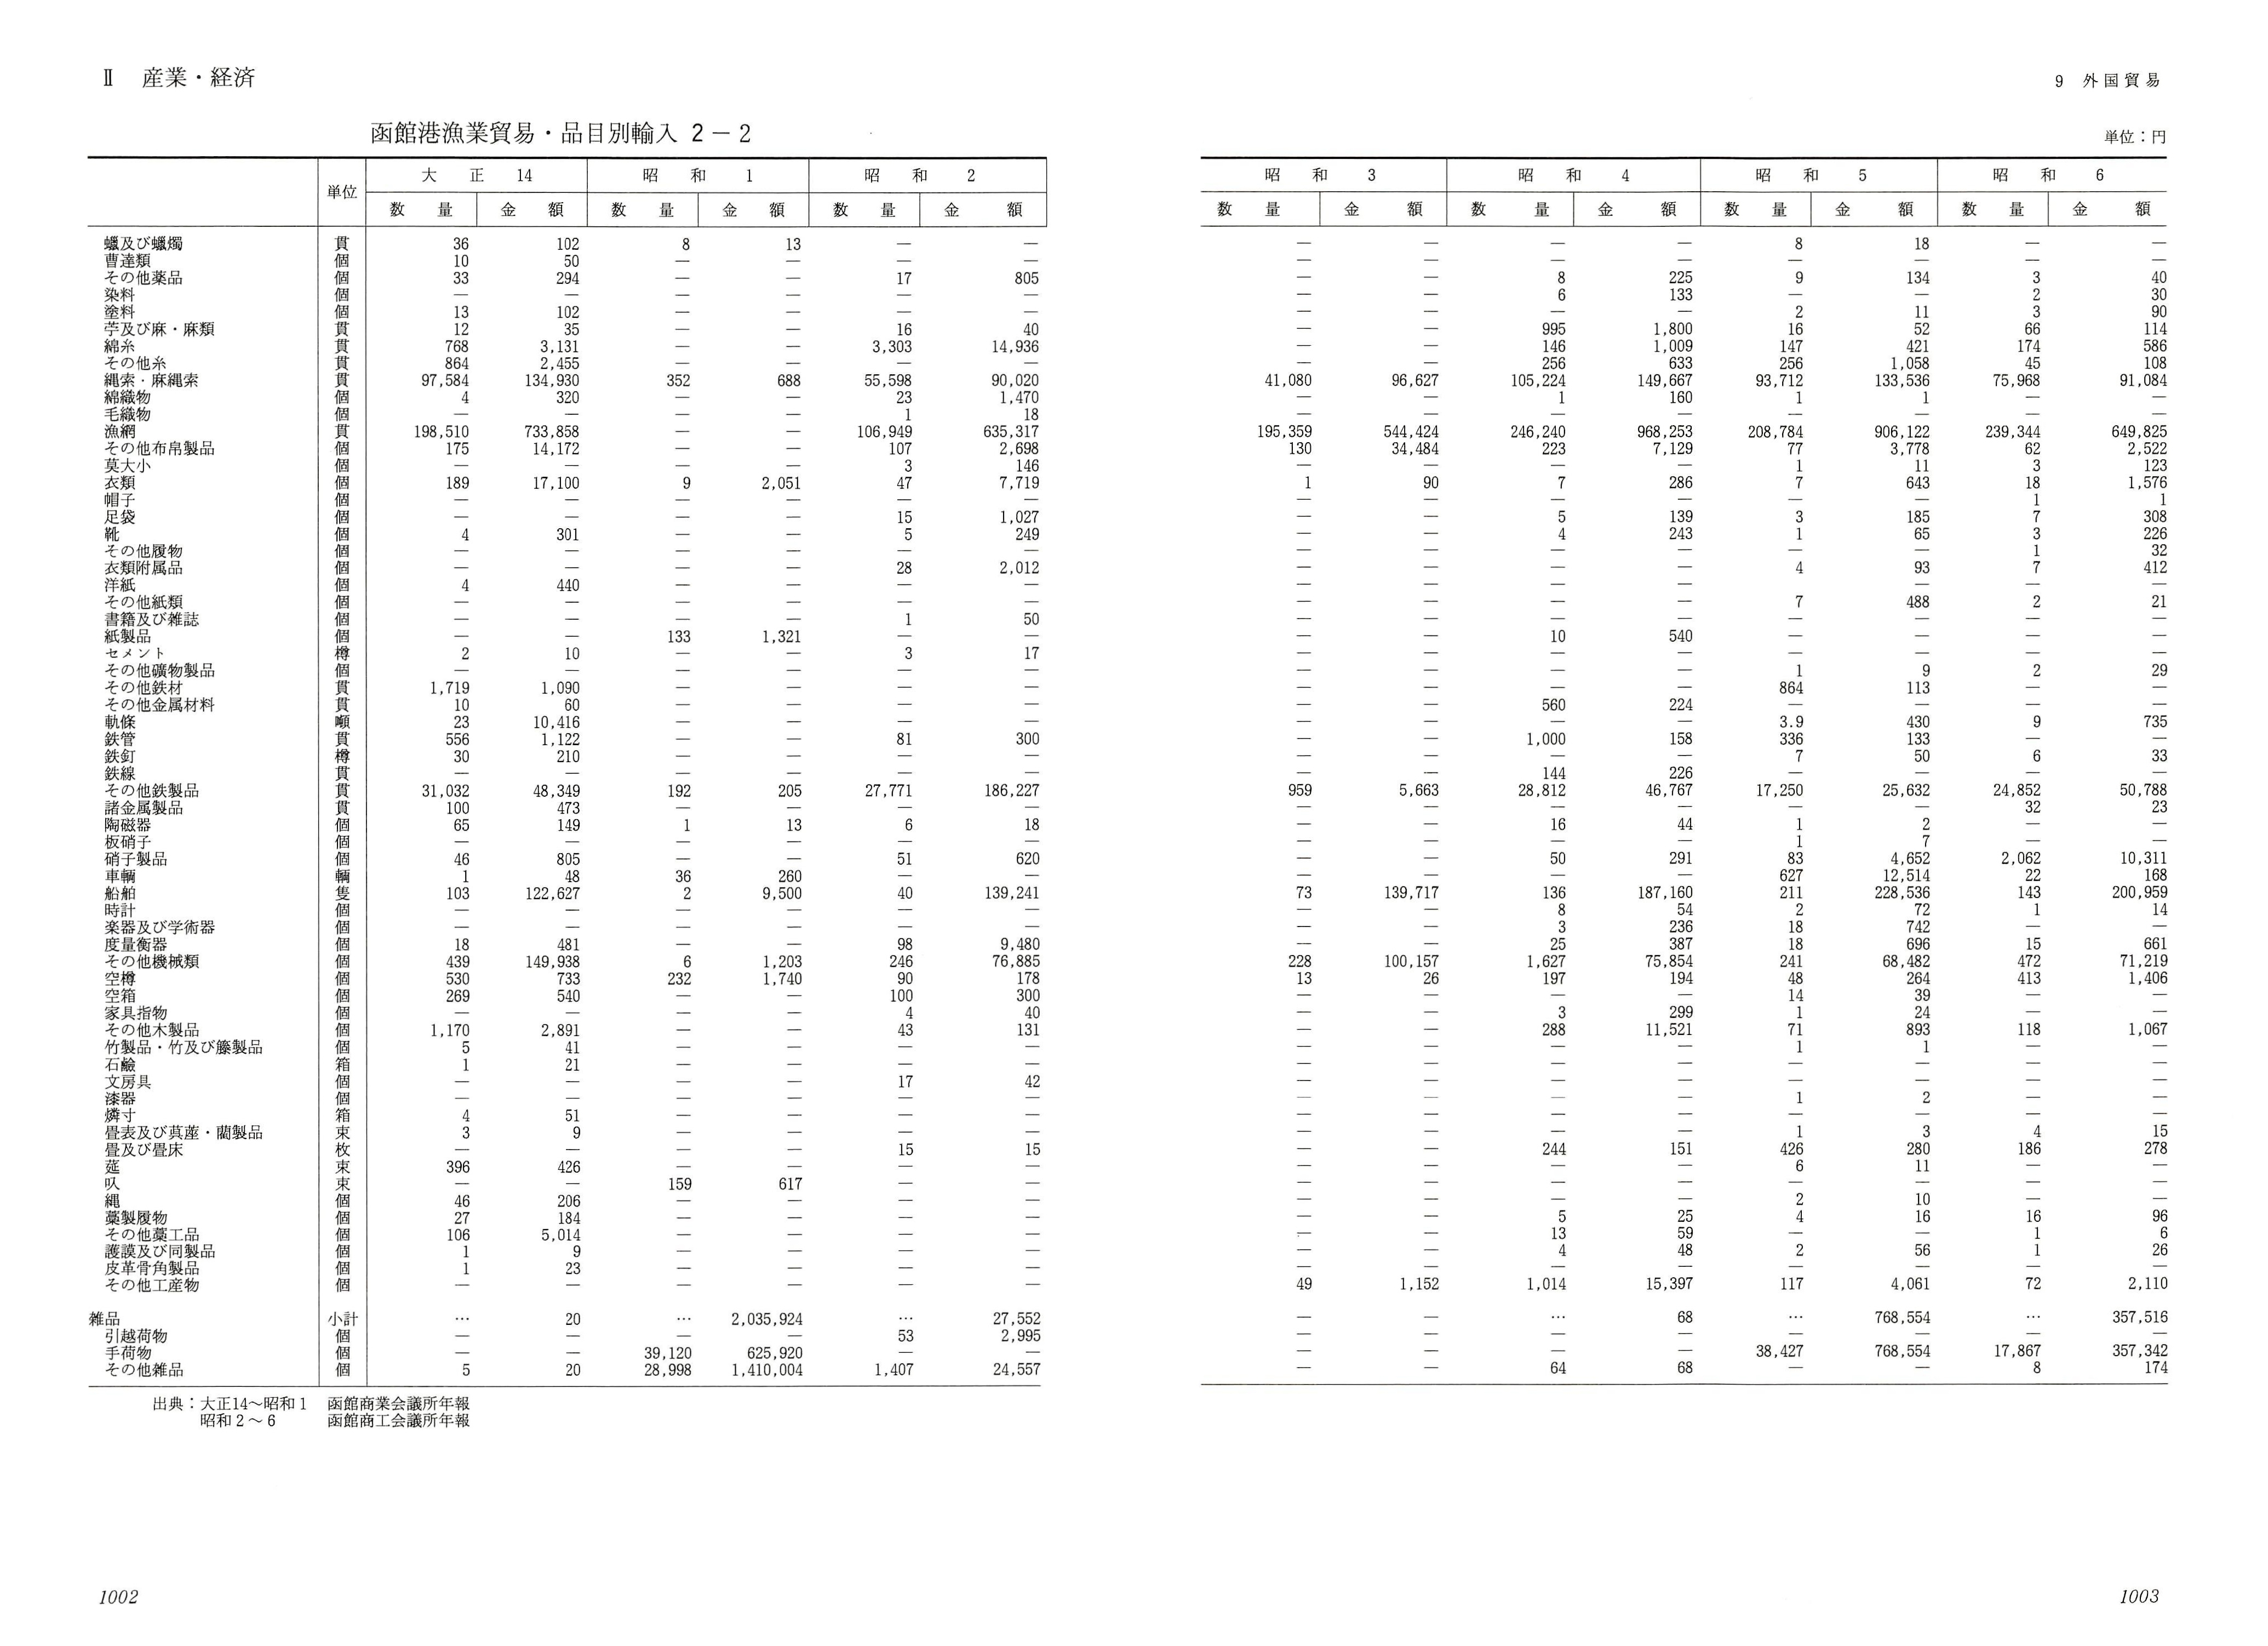 Ⅱ 産業・経済
9 外国貿易
函館港漁業貿易・品目別輸入 2－2
単位：円
単位 大正14 昭和1 昭和2 昭和3 昭和4 昭和5 昭和6
数量 金額 数量 金額 数量 金額 数量 金額 数量 金額 数量 金額 数量 金額
蠟及び蠟燭 貫 36 102 8 13 — — — — — — 8 18 — —
曹達類 個 10 50 — — — — — — — — — — — —
その他薬品 個 33 294 — — 17 805 — — 8 225 9 134 3 40
染料 個 — — — — — — — — 6 133 — — 2 30
塗料 個 13 102 — — — — — — — — 2 11 3 90
苧及び麻・麻類 貫 12 35 — — 16 40 — — 995 1,800 16 52 66 114
綿糸 貫 768 3,131 — — 3,303 14,936 — — 146 1,009 147 421 174 586
その他糸 貫 864 2,455 — — — — — — 256 633 256 1,058 45 108
縄索・麻縄索 貫 97,584 134,930 352 688 55,598 90,020 41,080 96,627 105,224 149,667 93,712 133,536 75,968 91,084
綿織物 個 4 320 — — 23 1,470 — — 1 160 1 1 — —
毛織物 個 — — — — 1 18 — — — — — — — —
漁網 貫 198,510 733,858 — — 106,949 635,317 195,359 544,424 246,240 968,253 208,784 906,122 239,344 649,825
その他布帛製品 個 175 14,172 — — 107 2,698 130 34,484 223 7,129 77 3,778 62 2,522
莫大小 個 — — — — 3 146 — — — — 1 11 3 123
衣類 個 189 17,100 9 2,051 47 7,719 1 90 7 286 7 643 18 1,576
帽子 個 — — — — — — — — — — — — 1 1
足袋 個 — — — — 15 1,027 — — 5 139 3 185 7 308
靴 個 4 301 — — 5 249 — — 4 243 1 65 3 226
その他履物 個 — — — — — — — — — — — — 1 32
衣類附属品 個 — — — — 28 2,012 — — — — 4 93 7 412
洋紙 個 4 440 — — — — — — — — — — — —
その他紙類 個 — — — — — — — — — — 7 488 2 21
書籍及び雑誌 個 — — — — 1 50 — — — — — — — —
紙製品 個 — — 133 1,321 — — — — 10 540 — — — —
セメント 樽 2 10 — — 3 17 — — — — — — — —
その他礦物製品 個 — — — — — — — — — — 1 9 2 29
その他鉄材 貫 1,719 1,090 — — — — — — — — 864 113 — —
その他金属材料 貫 10 60 — — — — — — 560 224 — — — —
軌條 噸 23 10,416 — — — — — — — — 3.9 430 9 735
鉄管 貫 556 1,122 — — 81 300 — — 1,000 158 336 133 — —
鉄釘 樽 30 210 — — — — — — — — 7 50 6 33
鉄線 貫 — — — — — — — — 144 226 — — — —
その他鉄製品 貫 31,032 48,349 192 205 27,771 186,227 959 5,663 28,812 46,767 17,250 25,632 24,852 50,788
諸金属製品 貫 100 473 — — — — — — — — — — 32 23
陶磁器 個 65 149 1 13 6 18 — — 16 44 1 2 — —
板硝子 個 — — — — — — — — — — 1 7 — —
硝子製品 個 46 805 — — 51 620 — — 50 291 83 4,652 2,062 10,311
車輛 輛 1 48 36 260 — — — — — — 627 12,514 22 168
船舶 隻 103 122,627 2 9,500 40 139,241 73 139,717 136 187,160 211 228,536 143 200,959
時計 個 — — — — — — — — 8 54 2 72 1 14
楽器及び学術器 個 — — — — — — — — 3 236 18 742 — —
度量衡器 個 18 481 — — 98 9,480 — — 25 387 18 696 15 661
その他機械類 個 439 149,938 6 1,203 246 76,885 228 100,157 1,627 75,854 241 68,482 472 71,219
空樽 個 530 733 232 1,740 90 178 13 26 197 194 48 264 413 1,406
空箱 個 269 540 — — 100 300 — — — — 14 39 — —
家具指物 個 — — — — 4 40 — — 3 299 1 24 — —
その他木製品 個 1,170 2,891 — — 43 131 — — 288 11,521 71 893 118 1,067
竹製品・竹及び籐製品 個 5 41 — — — — — — — — 1 1 — —
石鹼 箱 1 21 — — — — — — — — — — — —
文房具 個 — — — — 17 42 — — — — — — — —
漆器 個 — — — — — — — — — — 1 2 — —
燐寸 箱 4 51 — — — — — — — — — — — —
畳表及び茣蓙・藺製品 束 3 9 — — — — — — — — 1 3 4 15
畳及び畳床 枚 — — — — 15 15 — — 244 151 426 280 186 278
莚 束 396 426 — — — — — — — — 6 11 — —
叺 束 — — 159 617 — — — — — — — — — —
縄 個 46 206 — — — — — — — — 2 10 — —
藁製履物 個 27 184 — — — — — — 5 25 4 16 16 96
その他藁工品 個 106 5,014 — — — — — — 13 59 — — 1 6
護謨及び同製品 個 1 9 — — — — — — 4 48 2 56 1 26
皮革骨角製品 個 1 23 — — — — — — — — — — — —
その他工産物 個 — — — — — — 49 1,152 1,014 15,397 117 4,061 72 2,110
雑品 小計 … 20 … 2,035,924 … 27,552 — — … 68 … 768,554 … 357,516
引越荷物 個 — — — — 53 2,995 — — — — — — — —
手荷物 個 — — 39,120 625,920 — — — — — — 38,427 768,554 17,867 357,342
その他雑品 個 5 20 28,998 1,410,004 1,407 24,557 — — 64 68 — — 8 174
出典：大正14～昭和1 函館商業会議所年報
昭和2～6 函館商工会議所年報
1002
1003